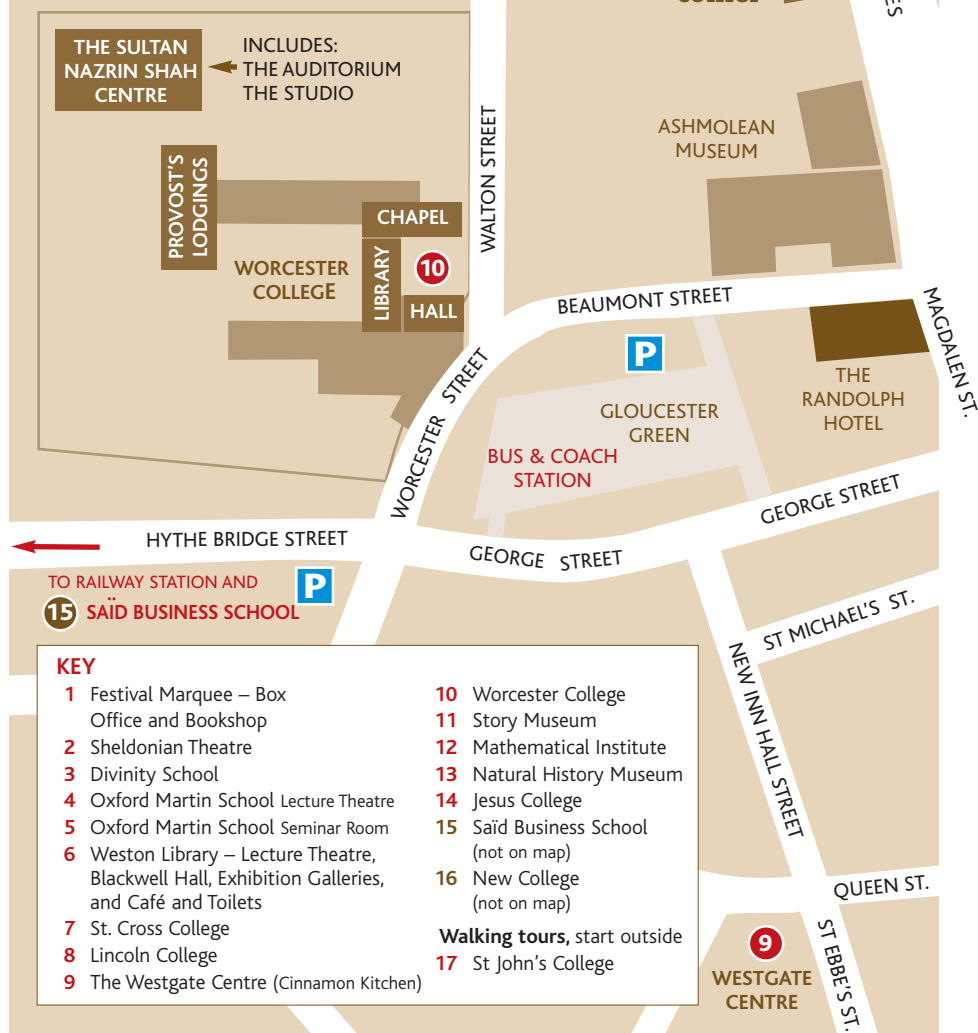 COLLEGE
ES
THE SULTAN
NAZRIN SHAH
CENTRE
INCLUDES:
THE AUDITORIUM
THE STUDIO
ASHMOLEAN
MUSEUM
WALTON STREET
PROVOST'S
LODGINGS
CHAPEL
LIBRARY
10
HALL
WORCESTER
COLLEGE
BEAUMONT STREET
MAGDALEN ST.
P
THE
RANDOLPH
HOTEL
GLOUCESTER
GREEN
BUS & COACH
STATION
WORCESTER STREET
GEORGE STREET
HYTHE BRIDGE STREET
GEORGE STREET
TO RAILWAY STATION AND
15 SAÏD BUSINESS SCHOOL
P
ST MICHAEL'S ST.
NEW INN HALL STREET
KEY
1 Festival Marquee – Box
Office and Bookshop
2 Sheldonian Theatre
3 Divinity School
4 Oxford Martin School Lecture Theatre
5 Oxford Martin School Seminar Room
6 Weston Library – Lecture Theatre,
Blackwell Hall, Exhibition Galleries,
and Café and Toilets
7 St. Cross College
8 Lincoln College
9 The Westgate Centre (Cinnamon Kitchen)
10 Worcester College
11 Story Museum
12 Mathematical Institute
13 Natural History Museum
14 Jesus College
15 Saïd Business School
(not on map)
16 New College
(not on map)
Walking tours, start outside
17 St John's College
QUEEN ST.
9
WESTGATE
CENTRE
ST EBBE'S ST.